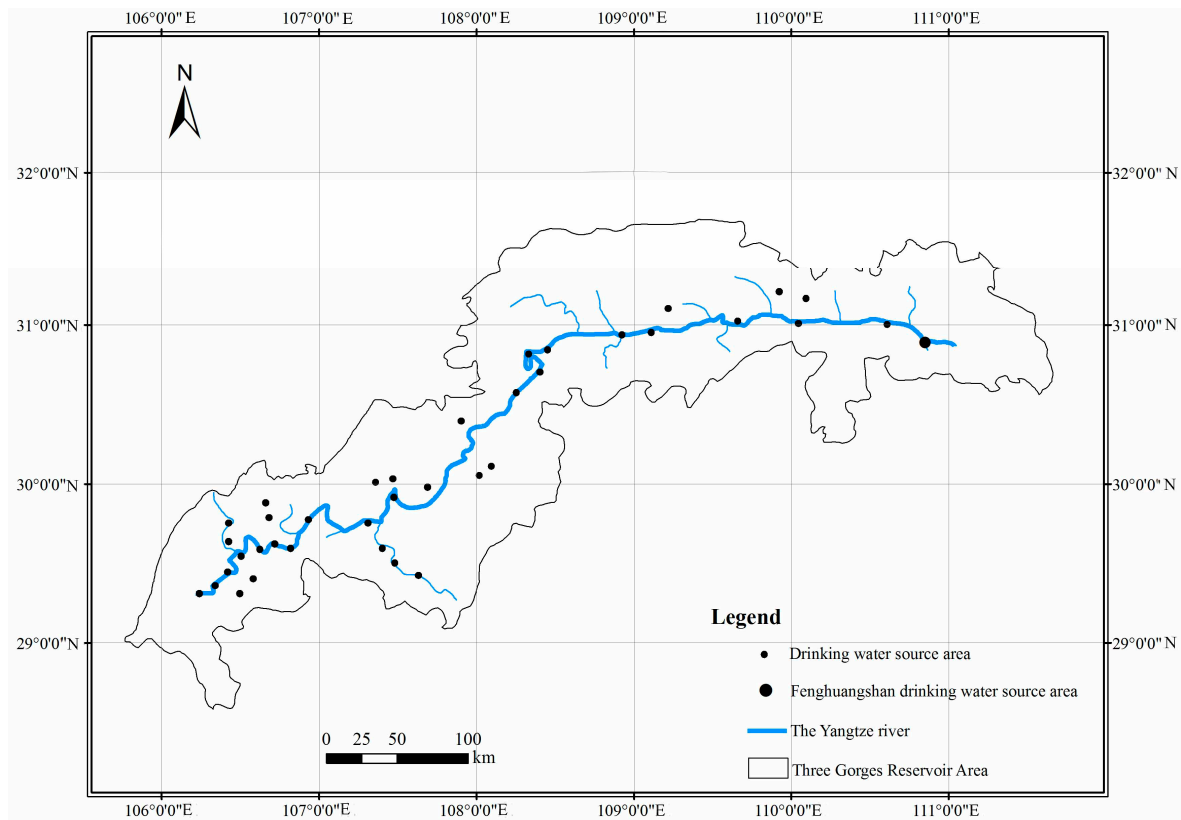 106°0'0" E 107°0'0" E 108°0'0" E 109°0'0" E 110°0'0" E 111°0'0" E
N
32°0'0"N 32°0'0" N
31°0'0"N 31°0'0" N
30°0'0"N 30°0'0" N
29°0'0"N 29°0'0" N
Legend
Drinking water source area
Fenghuangshan drinking water source area
The Yangtze river
Three Gorges Reservoir Area
0 25 50 100
km
106°0'0"E 107°0'0"E 108°0'0"E 109°0'0"E 110°0'0"E 111°0'0"E